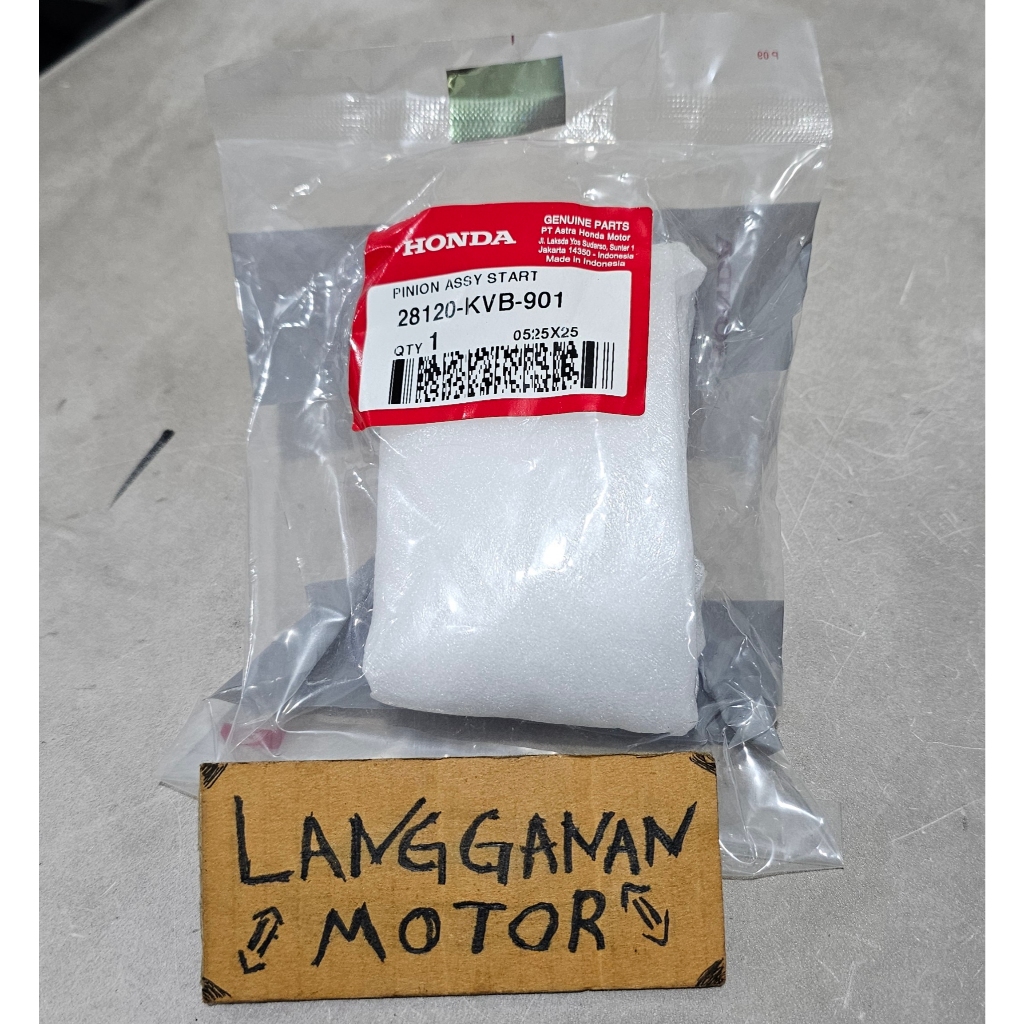 P 09
HONDA
GENUINE PARTS
PT Astra Honda Motor
Jl. Laksda Yos Sudarso, Sunter 1
Jakarta 14350 - Indonesia
Made in Indonesia
PINION ASSY START
28120-KVB-901
QTY 1
0525X25
LANGGANAN
MOTOR